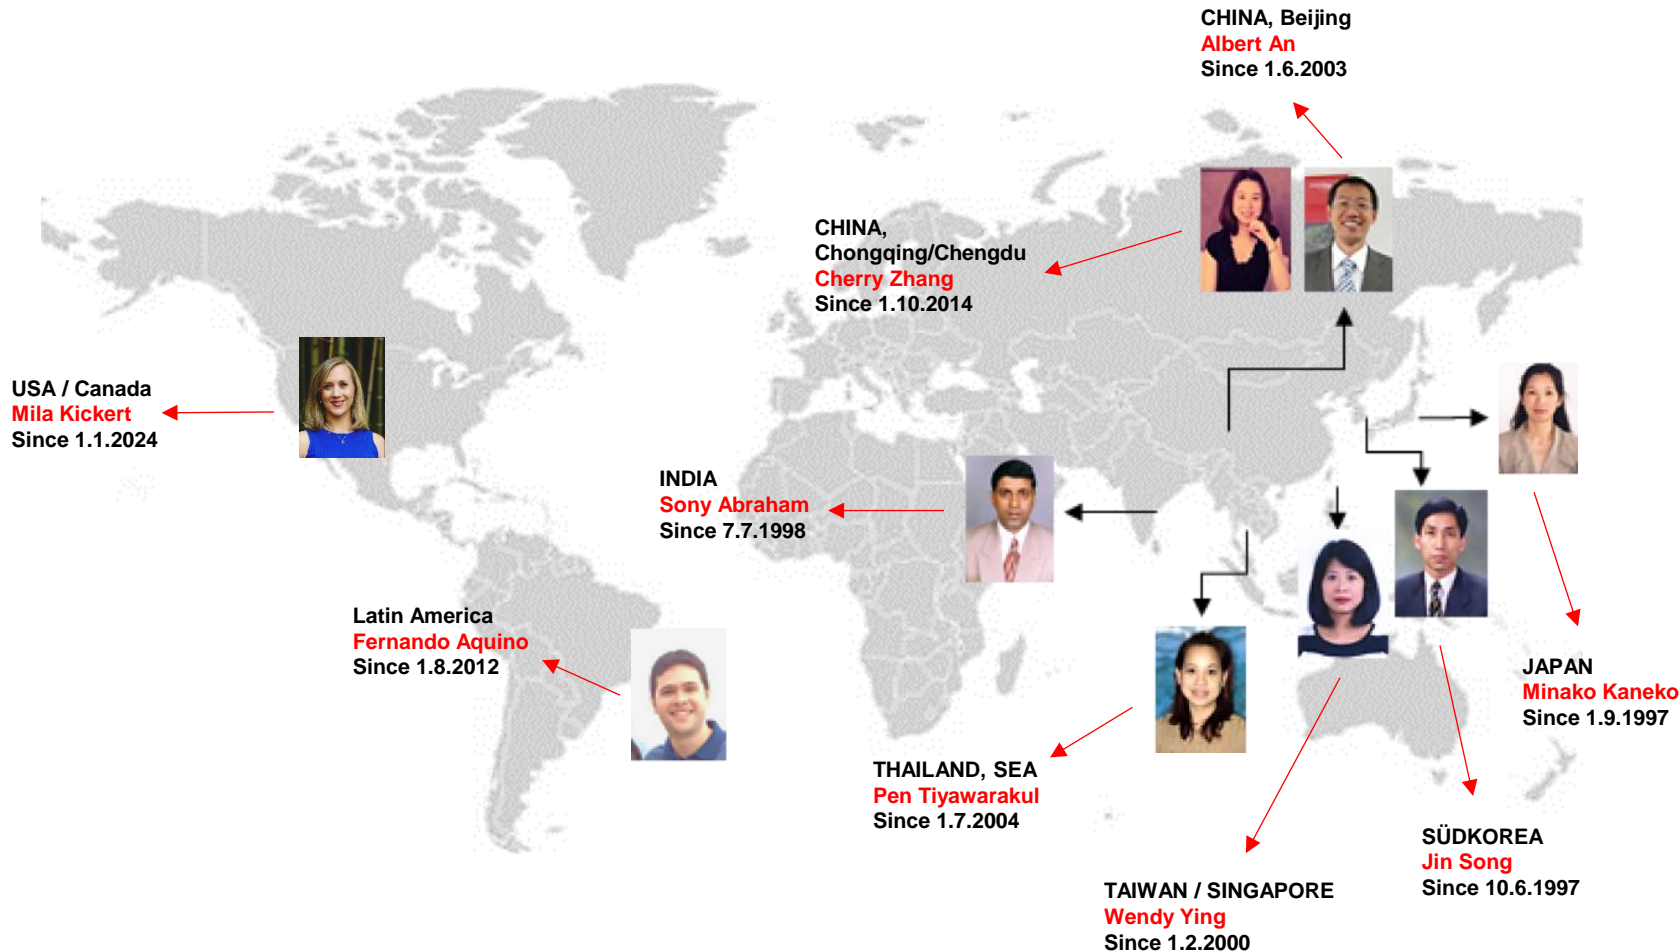 CHINA, Beijing
Albert An
Since 1.6.2003
CHINA,
Chongqing/Chengdu
Cherry Zhang
Since 1.10.2014
USA / Canada
Mila Kickert
Since 1.1.2024
INDIA
Sony Abraham
Since 7.7.1998
Latin America
Fernando Aquino
Since 1.8.2012
JAPAN
Minako Kaneko
Since 1.9.1997
THAILAND, SEA
Pen Tiyawarakul
Since 1.7.2004
SÜDKOREA
Jin Song
Since 10.6.1997
TAIWAN / SINGAPORE
Wendy Ying
Since 1.2.2000